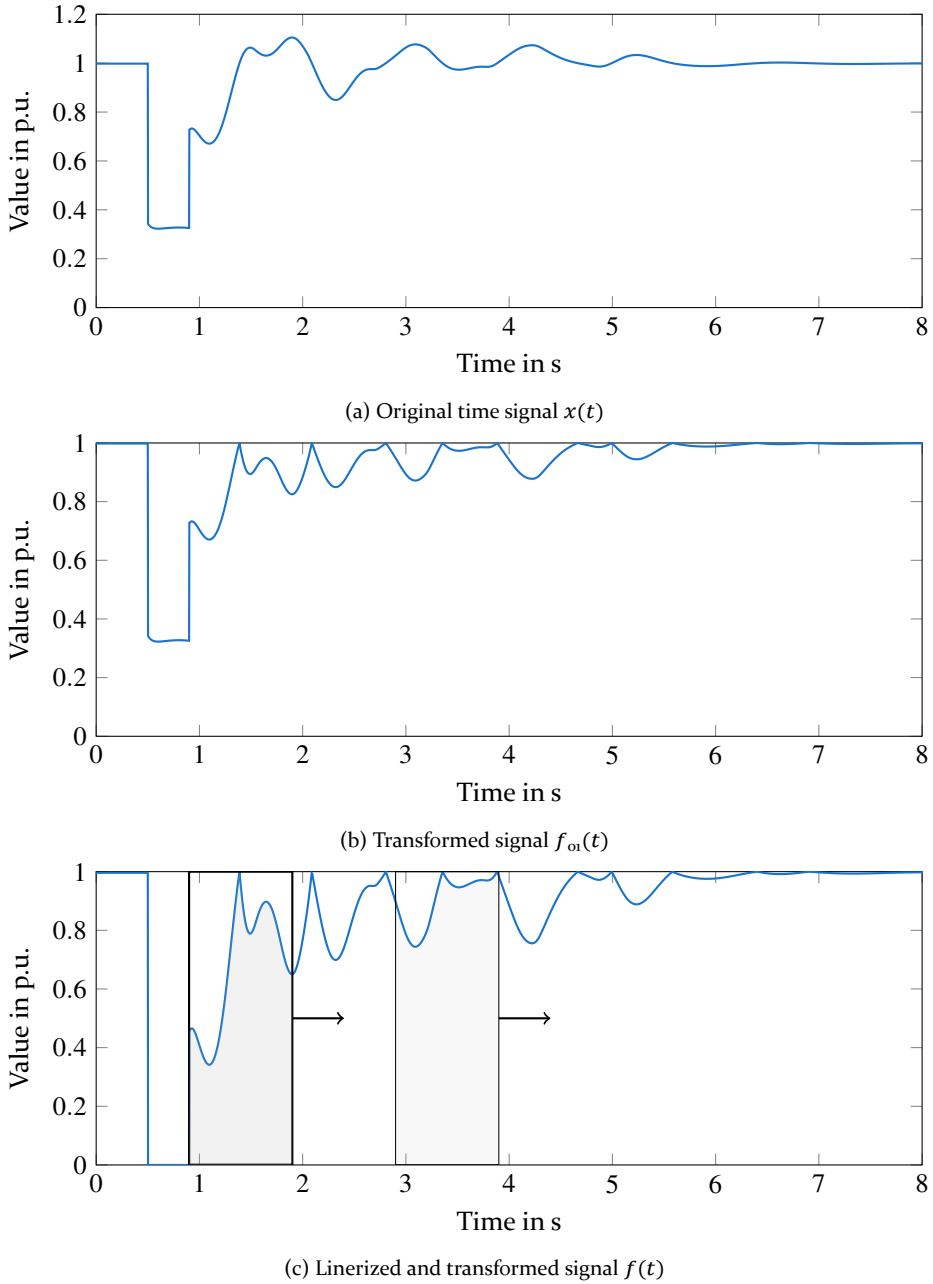 1.2
1
0.8
0.6
0.4
0.2
0
Value in p.u.
0 1 2 3 4 5 6 7 8
Time in s
(a) Original time signal x(t)
1
0.8
0.6
0.4
0.2
0
Value in p.u.
0 1 2 3 4 5 6 7 8
Time in s
(b) Transformed signal f₀₁(t)
1
0.8
0.6
0.4
0.2
0
Value in p.u.
0 1 2 3 4 5 6 7 8
Time in s
(c) Linerized and transformed signal f(t)